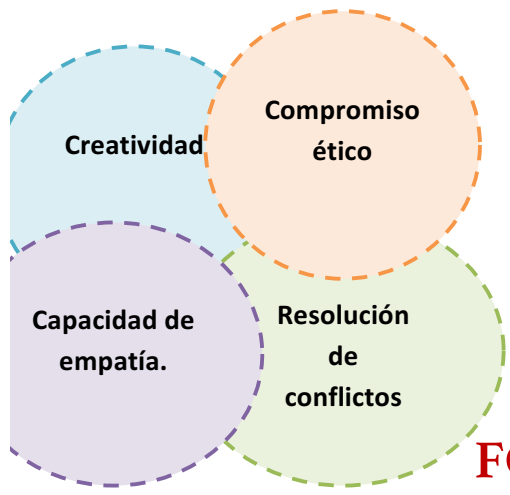 Creatividad
Compromiso
ético
Capacidad de
empatía.
Resolución
de
conflictos